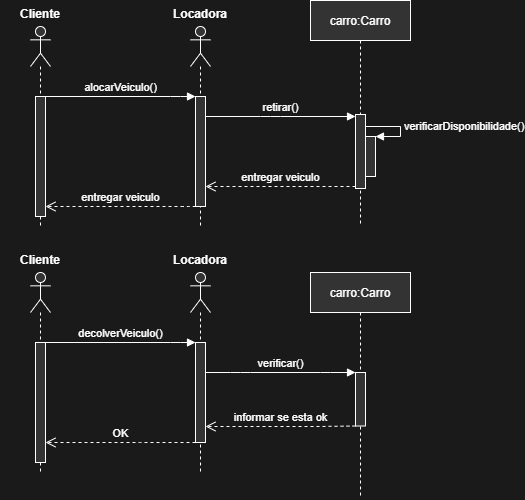 Cliente
Locadora
carro:Carro
alocarVeiculo()
retirar()
verificarDisponibilidade()
entregar veiculo
entregar veiculo
Cliente
Locadora
carro:Carro
decolverVeiculo()
verificar()
informar se esta ok
OK